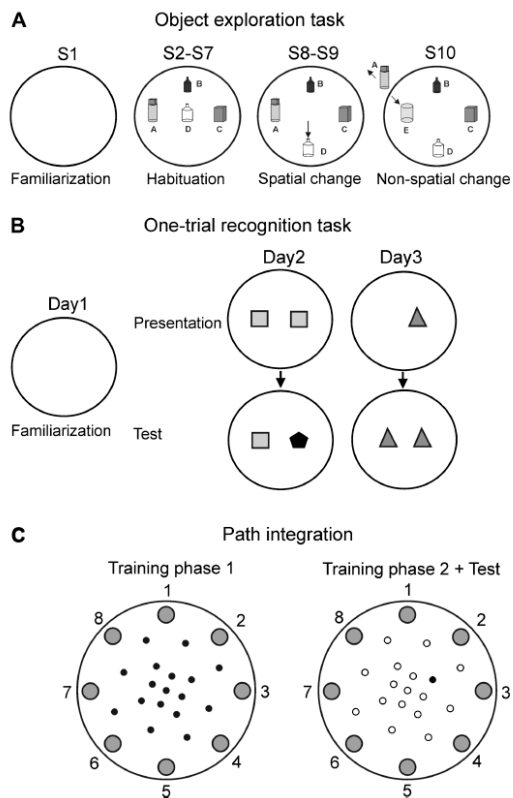 A Object exploration task
S1 S2-S7 S8-S9 S10
B
A D C
B
A C
D
A
B
E C
D
Familiarization Habituation Spatial change Non-spatial change
B One-trial recognition task
Day1 Day2 Day3
Presentation
Familiarization Test
C Path integration
Training phase 1 Training phase 2 + Test
1 1
8 2 8 2
7 3 7 3
6 4 6 4
5 5